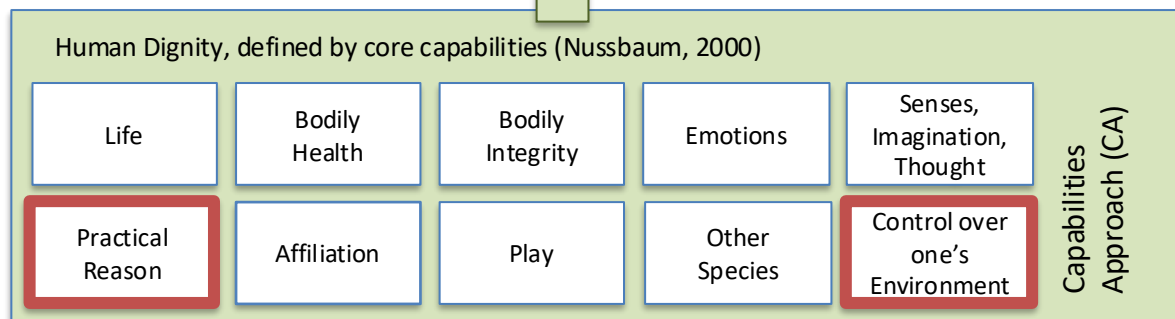 Human Dignity, defined by core capabilities (Nussbaum, 2000)
Life
Bodily
Health
Bodily
Integrity
Emotions
Senses,
Imagination,
Thought
Practical
Reason
Affiliation
Play
Other
Species
Control over
one’s
Environment
Capabilities
Approach (CA)